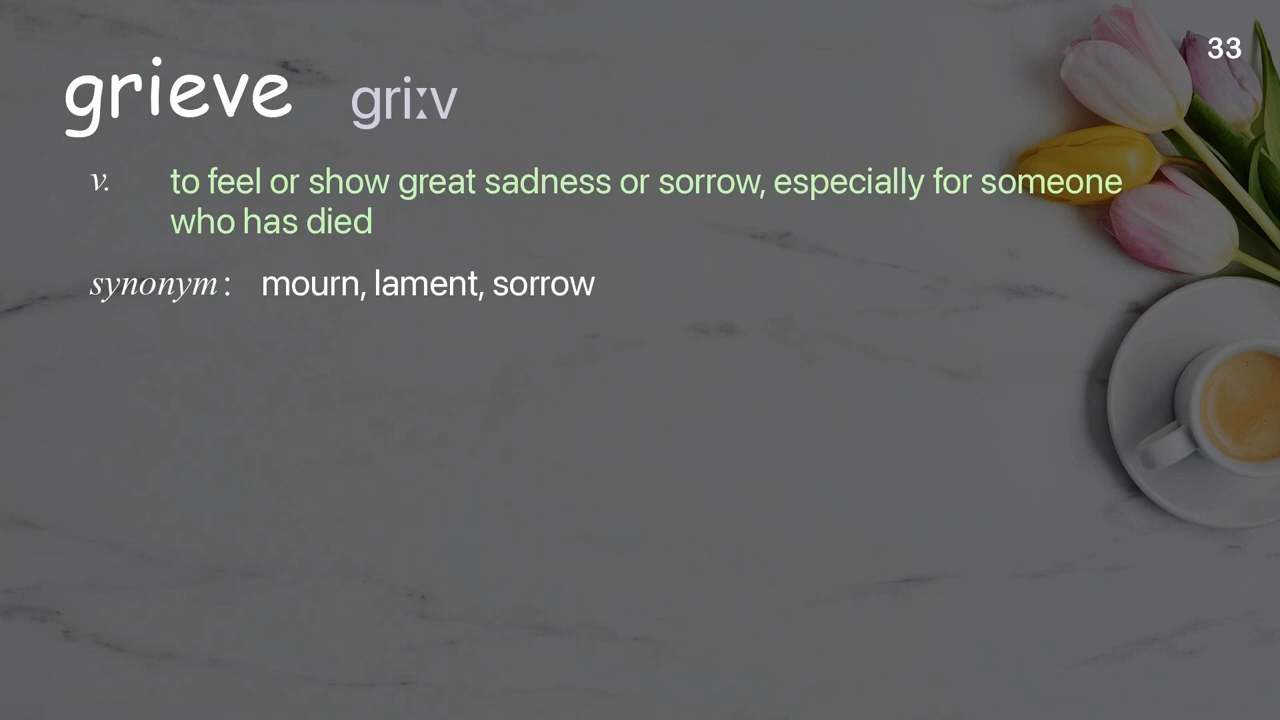 33
grieve griːv
v. to feel or show great sadness or sorrow, especially for someone
who has died
synonym: mourn, lament, sorrow